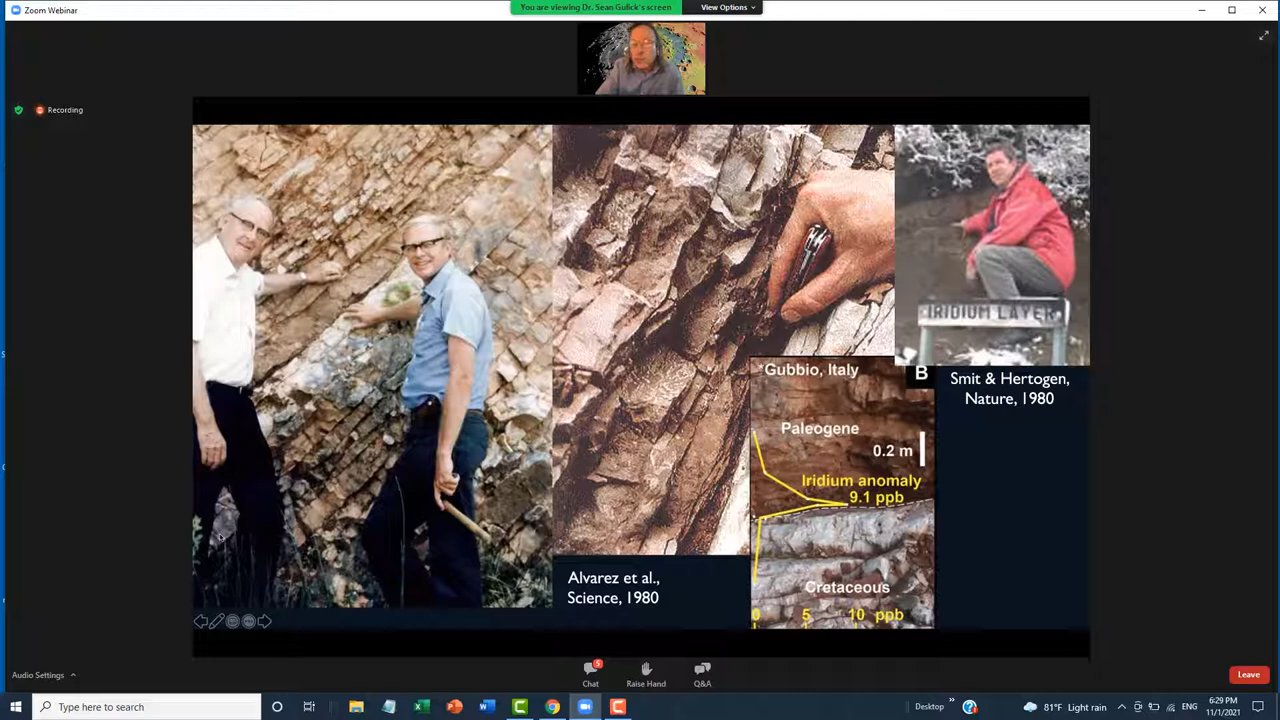 Zoom Webinar
You are viewing Dr. Sean Gulick's screen
View Options
Recording
IRIDIUM LAYER
Gubbio, Italy
B
Paleogene
0.2 m
Iridium anomaly
9.1 ppb
Cretaceous
0 5 10 ppb
Smit & Hertogen,
Nature, 1980
Alvarez et al.,
Science, 1980
Audio Settings
5
Chat
Raise Hand
Q&A
Leave
Type here to search
Desktop
81°F Light rain
ENG
6:29 PM
11/1/2021